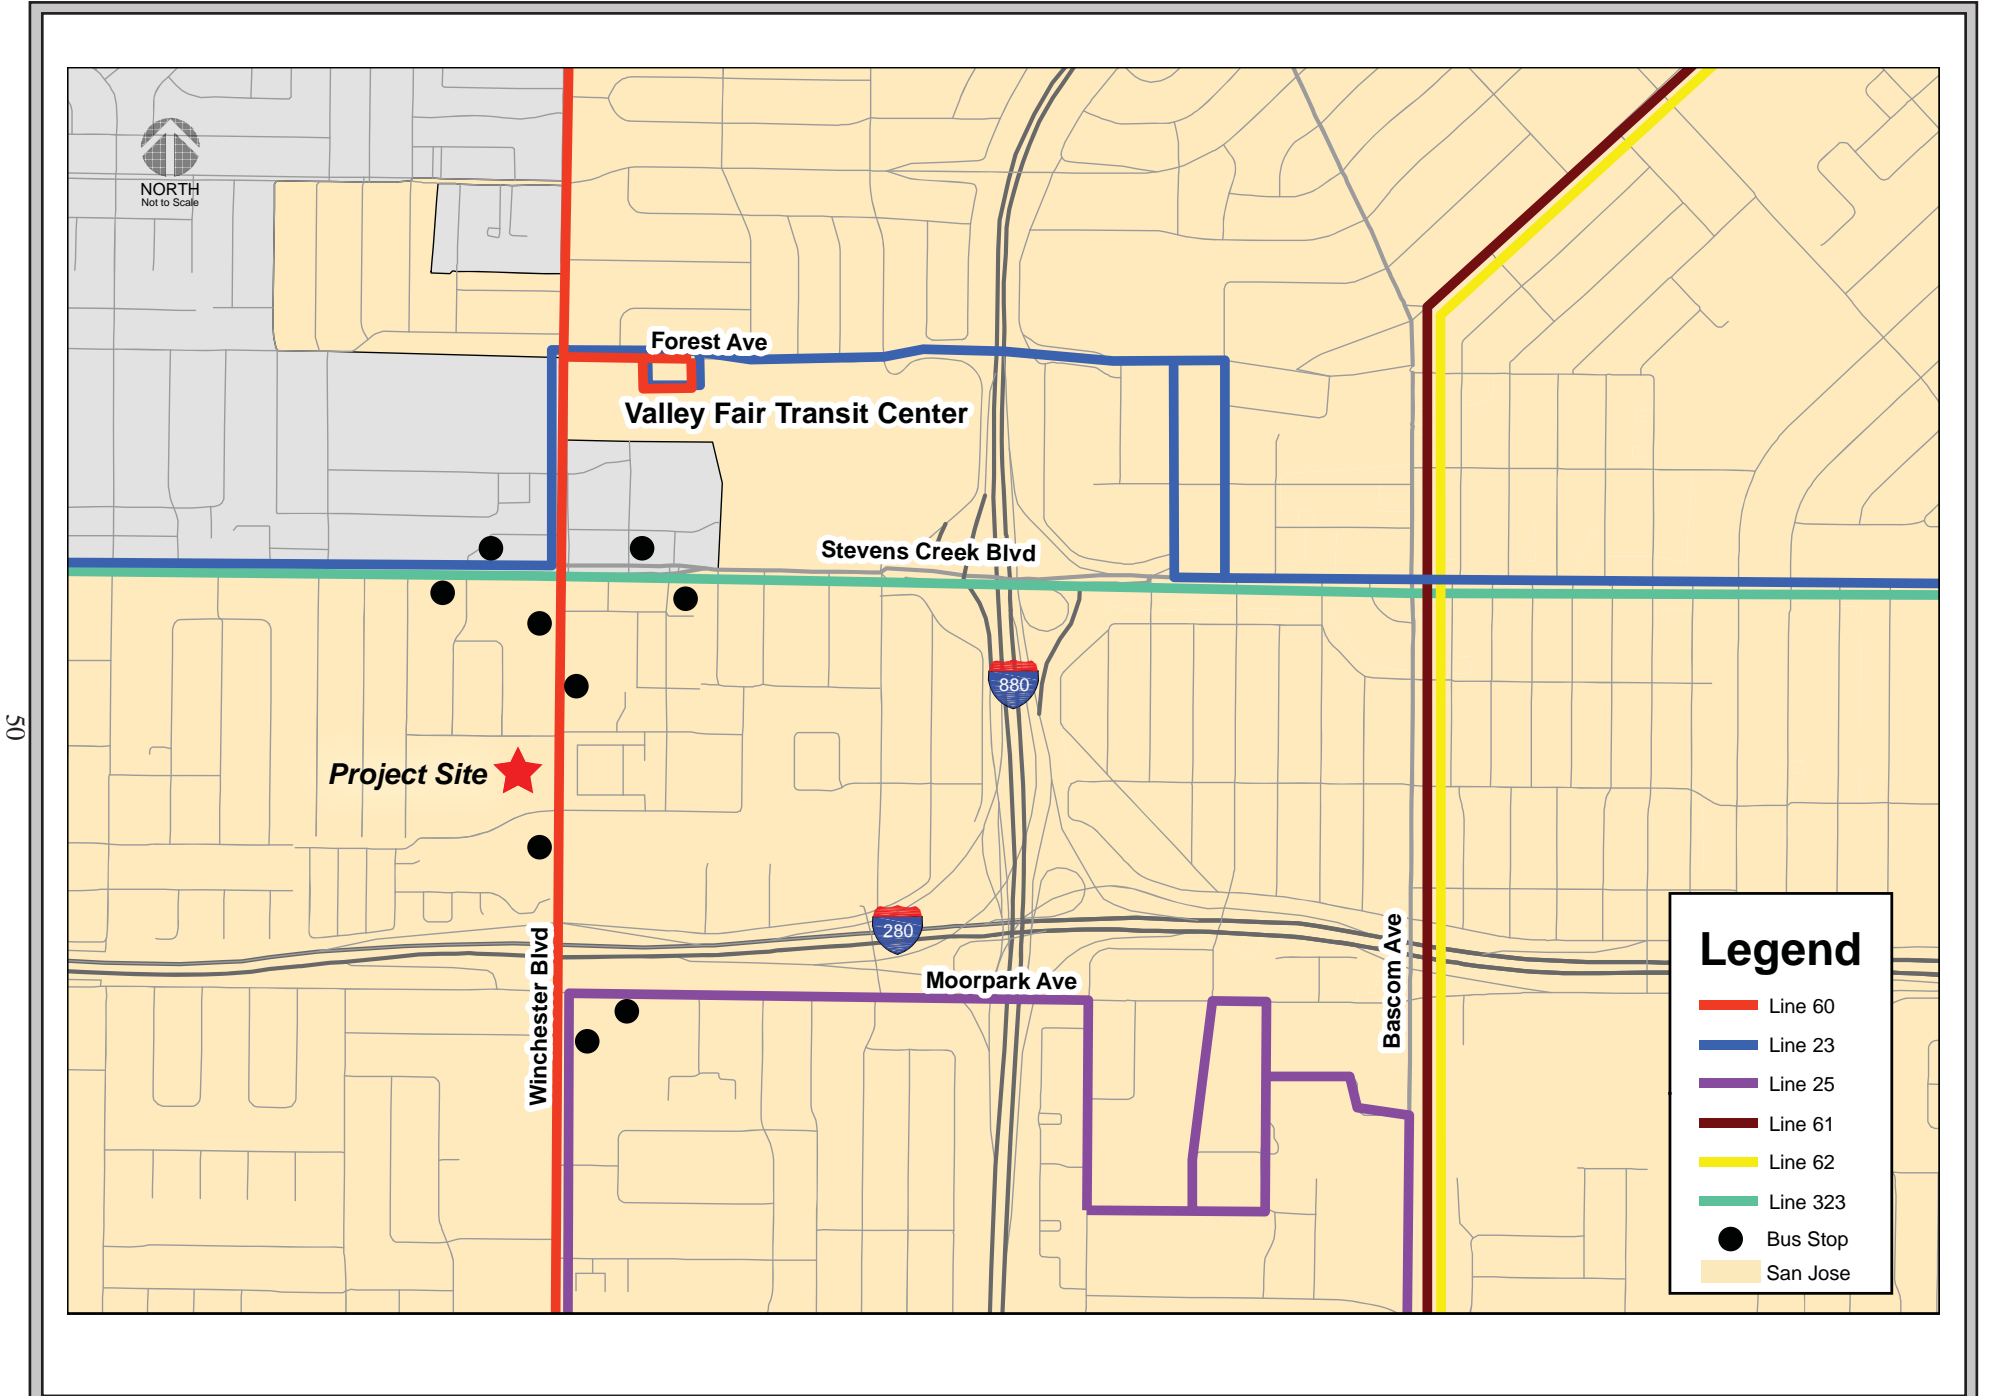 NORTH
Not to Scale
Forest Ave
Valley Fair Transit Center
Stevens Creek Blvd
880
Project Site
50
280
Moorpark Ave
Winchester Blvd
Bascom Ave
Legend
Line 60
Line 23
Line 25
Line 61
Line 62
Line 323
Bus Stop
San Jose